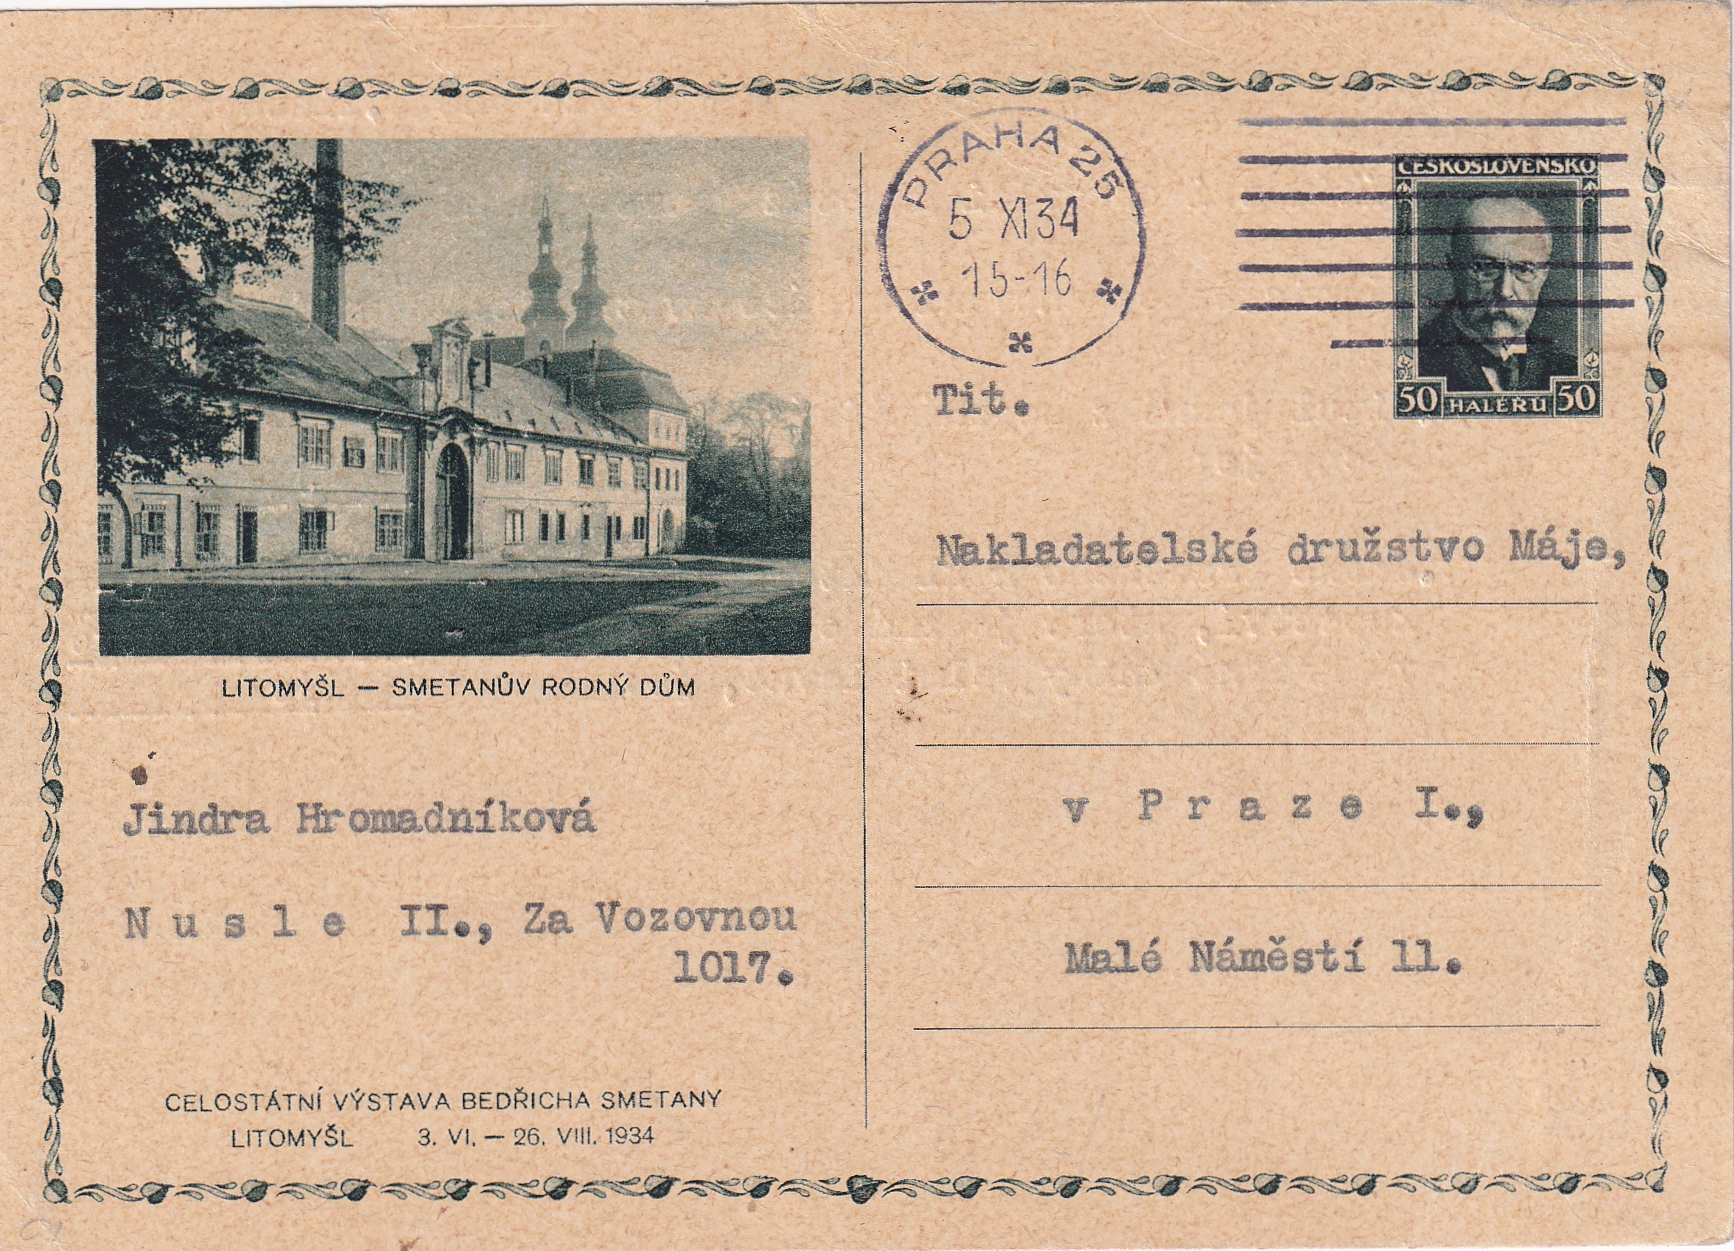 PRAHA 25
5 XI 34
15-16
ČESKOSLOVENSKO
50 HALÉRU 50
LITOMYŠL — SMETANŮV RODNÝ DŮM
Jindra Hromadníková
Nusle II., Za Vozovnou
1017.
CELOSTÁTNÍ VÝSTAVA BEDŘICHA SMETANY
LITOMYŠL 3. VI. — 26. VIII. 1934
Tit.
Nakladatelské družstvo Máje,
v Praze I.,
Malé Náměstí 11.